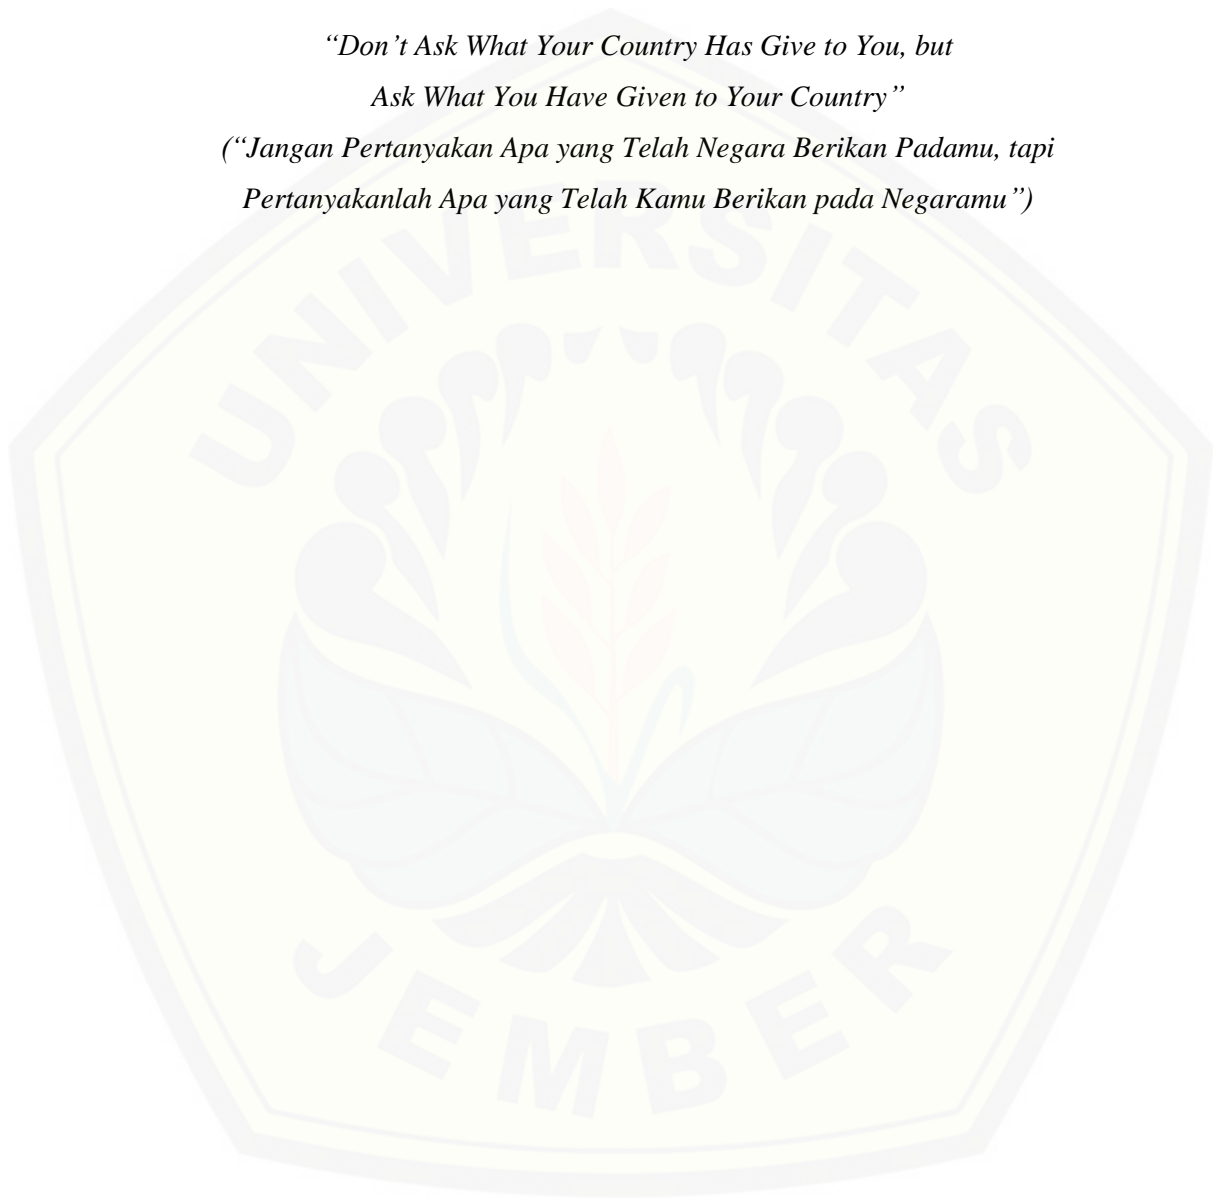 “Don’t Ask What Your Country Has Give to You, but
Ask What You Have Given to Your Country”
(“Jangan Pertanyakan Apa yang Telah Negara Berikan Padamu, tapi
Pertanyakanlah Apa yang Telah Kamu Berikan pada Negaramu”)
UNIVERSITAS
JEMBER